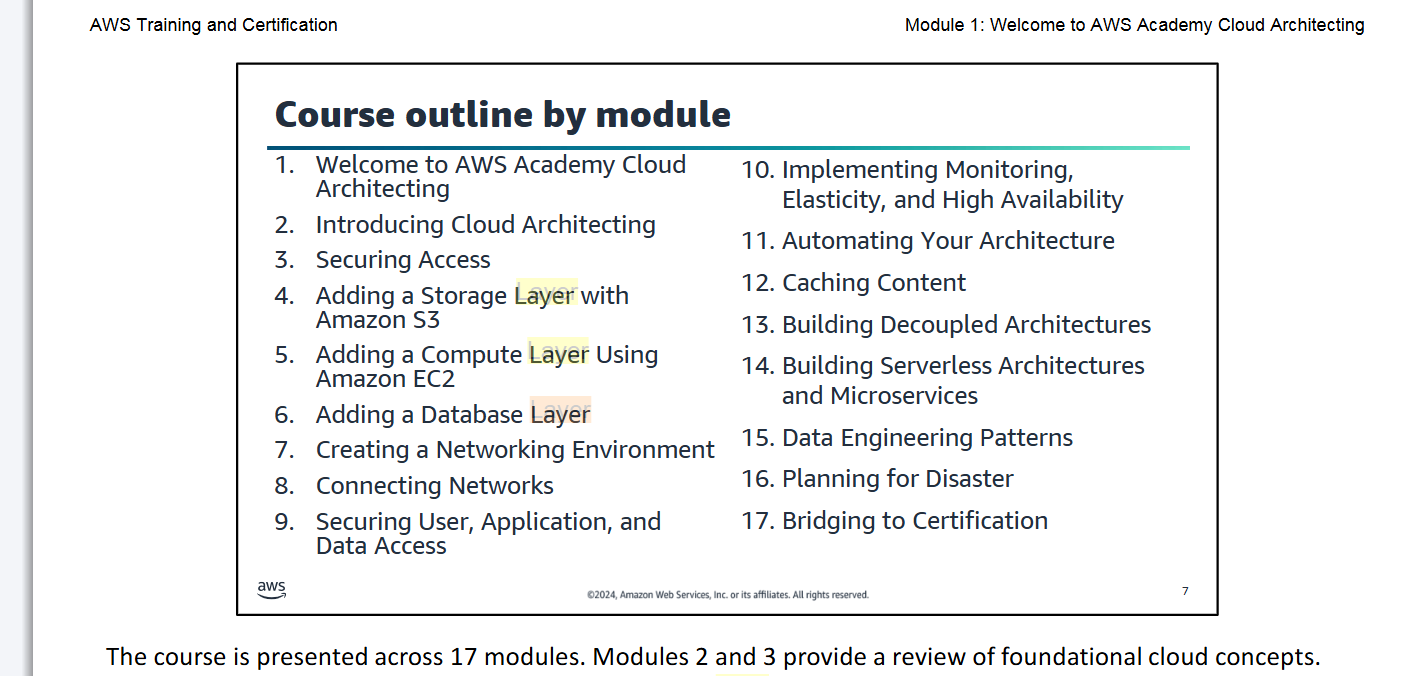 AWS Training and Certification
Module 1: Welcome to AWS Academy Cloud Architecting
Course outline by module
1. Welcome to AWS Academy Cloud
Architecting
2. Introducing Cloud Architecting
3. Securing Access
4. Adding a Storage Layer with
Amazon S3
5. Adding a Compute Layer Using
Amazon EC2
6. Adding a Database Layer
7. Creating a Networking Environment
8. Connecting Networks
9. Securing User, Application, and
Data Access
10. Implementing Monitoring,
Elasticity, and High Availability
11. Automating Your Architecture
12. Caching Content
13. Building Decoupled Architectures
14. Building Serverless Architectures
and Microservices
15. Data Engineering Patterns
16. Planning for Disaster
17. Bridging to Certification
aws
©2024, Amazon Web Services, Inc. or its affiliates. All rights reserved.
7
The course is presented across 17 modules. Modules 2 and 3 provide a review of foundational cloud concepts.